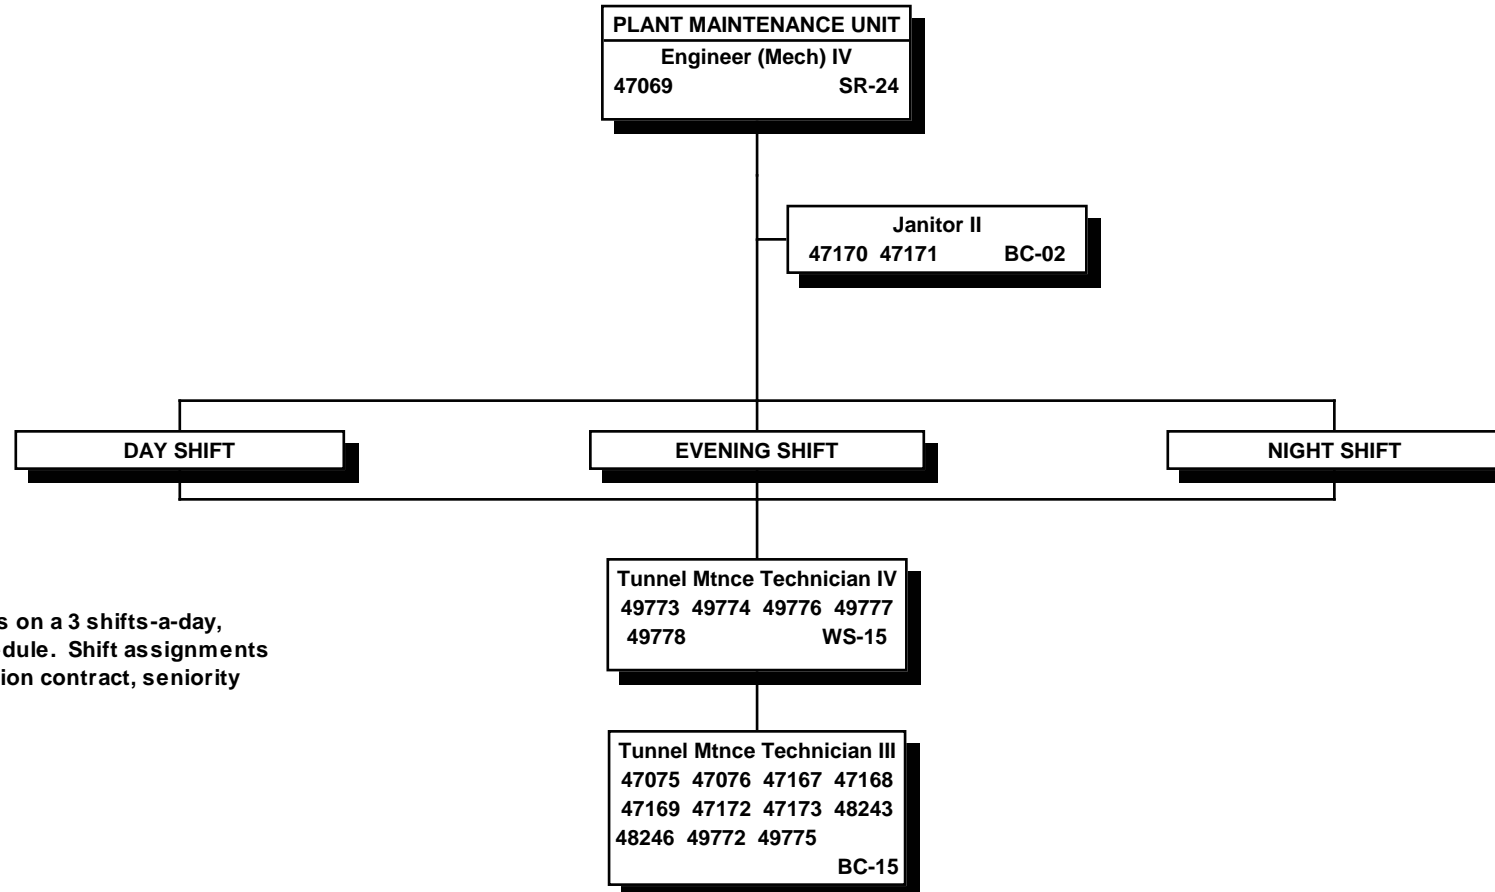 PLANT MAINTENANCE UNIT
Engineer (Mech) IV
47069 SR-24
Janitor II
47170 47171 BC-02
DAY SHIFT
EVENING SHIFT
NIGHT SHIFT
Tunnel Mtnce Technician IV
49773 49774 49776 49777
49778 WS-15
on a 3 shifts-a-day,
Shift assignments
contract, seniority
Tunnel Mtnce Technician III
47075 47076 47167 47168
47169 47172 47173 48243
48246 49772 49775
BC-15